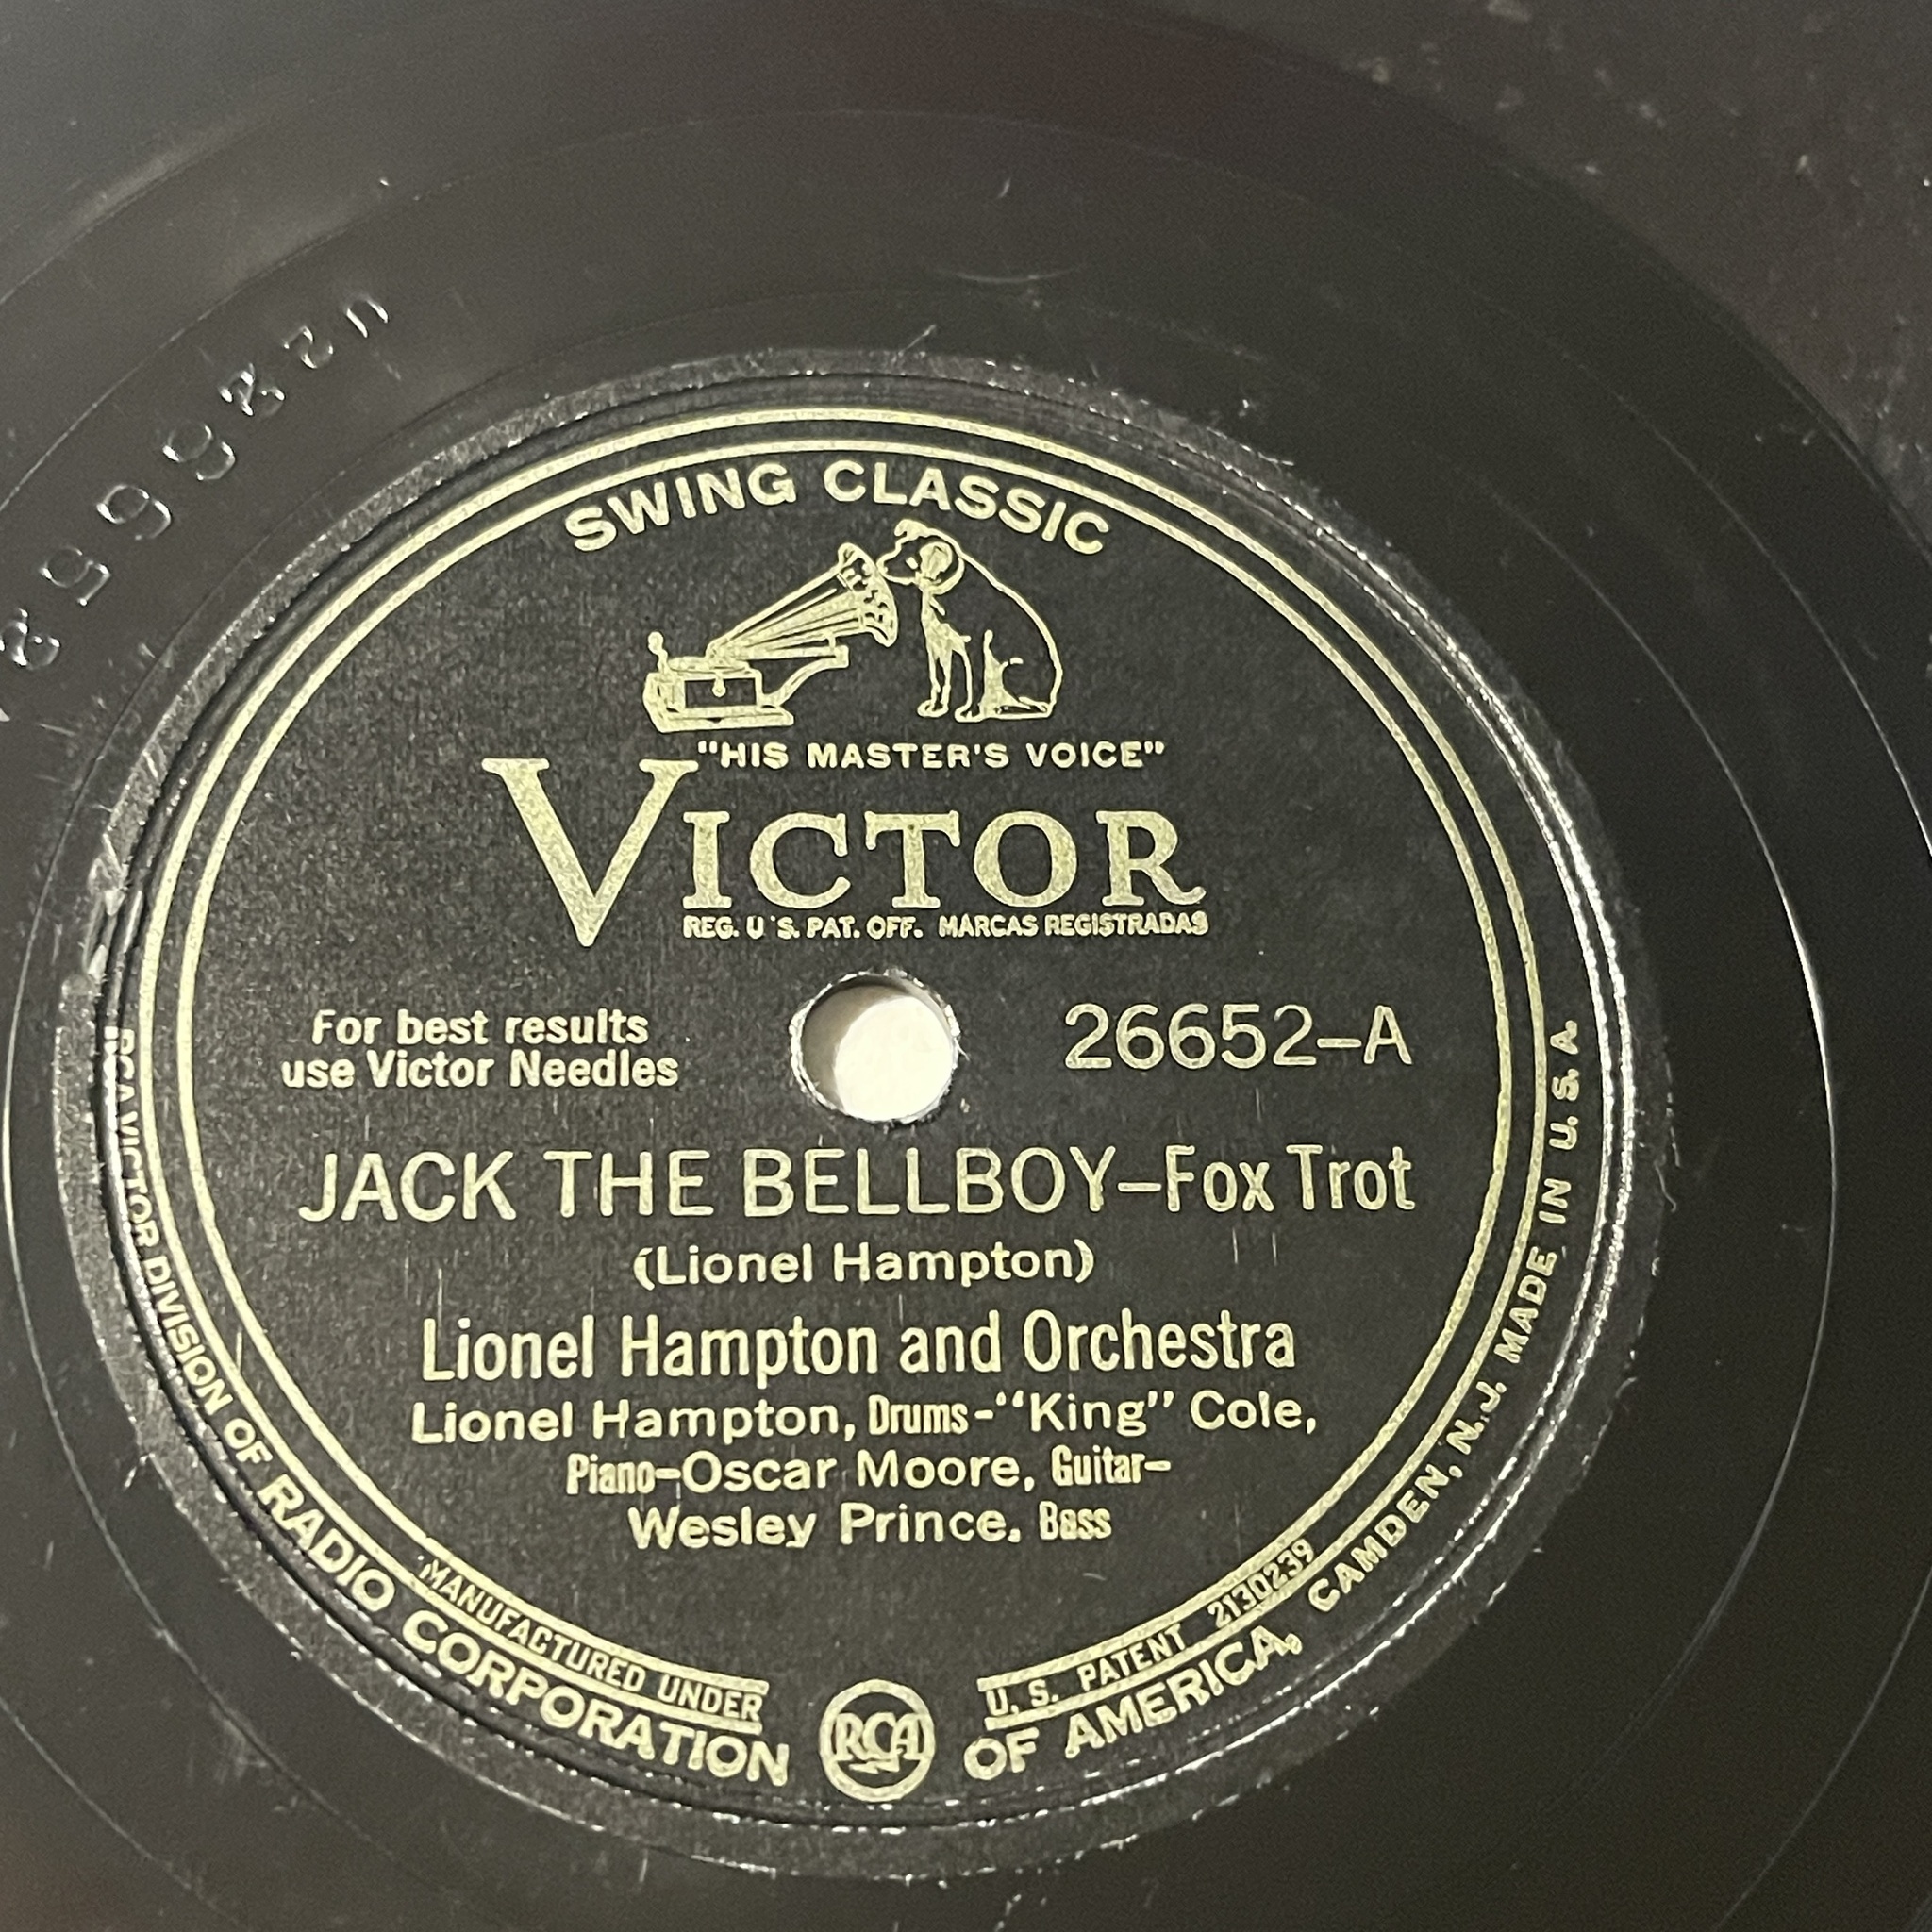 SWING CLASSIC
"HIS MASTER'S VOICE"
VICTOR
REG. U.S. PAT. OFF. MARCAS REGISTRADAS
For best results
use Victor Needles
26652-A
JACK THE BELLBOY-Fox Trot
(Lionel Hampton)
Lionel Hampton and Orchestra
Lionel Hampton, Drums-"King" Cole,
Piano-Oscar Moore, Guitar-
Wesley Prince, Bass
MANUFACTURED UNDER
U. S. PATENT 2130239
RCA VICTOR DIVISION OF RADIO CORPORATION
RCA
OF AMERICA, CAMDEN, N.J. MADE IN U.S.A.